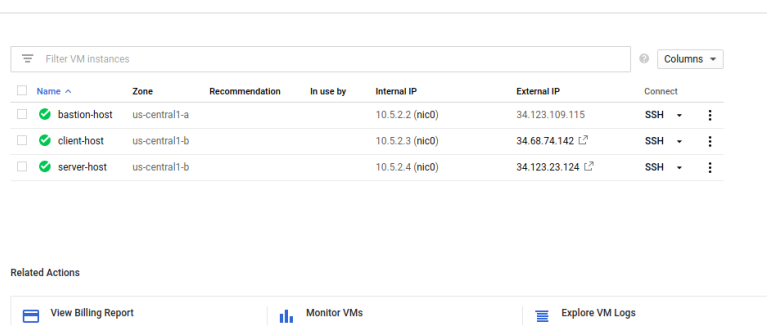 Filter VM instances
Columns
Name Zone Recommendation In use by Internal IP External IP Connect
bastion-host us-central1-a 10.5.2.2 (nic0) 34.123.109.115 SSH
client-host us-central1-b 10.5.2.3 (nic0) 34.68.74.142 SSH
server-host us-central1-b 10.5.2.4 (nic0) 34.123.23.124 SSH
Related Actions
View Billing Report Monitor VMs Explore VM Logs